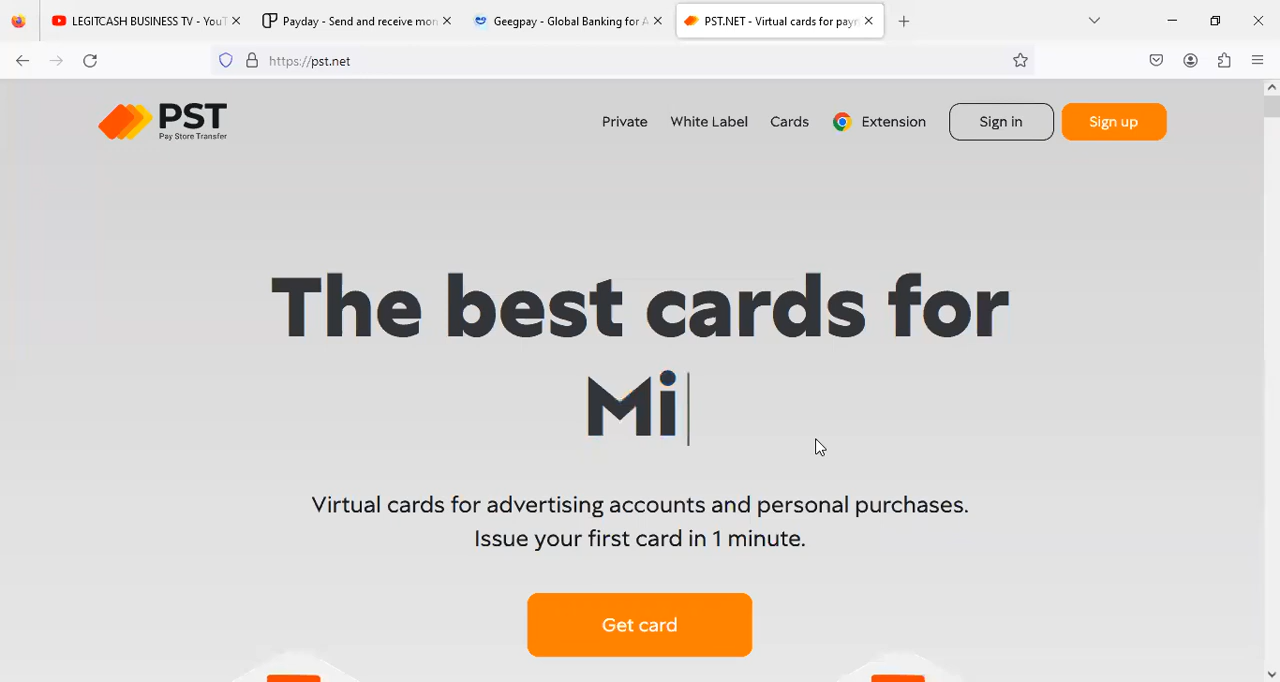 LEGITCASH BUSINESS TV - YouT
Payday - Send and receive mon
Geegpay - Global Banking for A
PST.NET - Virtual cards for paym
https://pst.net
PST
Pay Store Transfer
Private
White Label
Cards
Extension
Sign in
Sign up
The best cards for
Mi
Virtual cards for advertising accounts and personal purchases.
Issue your first card in 1 minute.
Get card